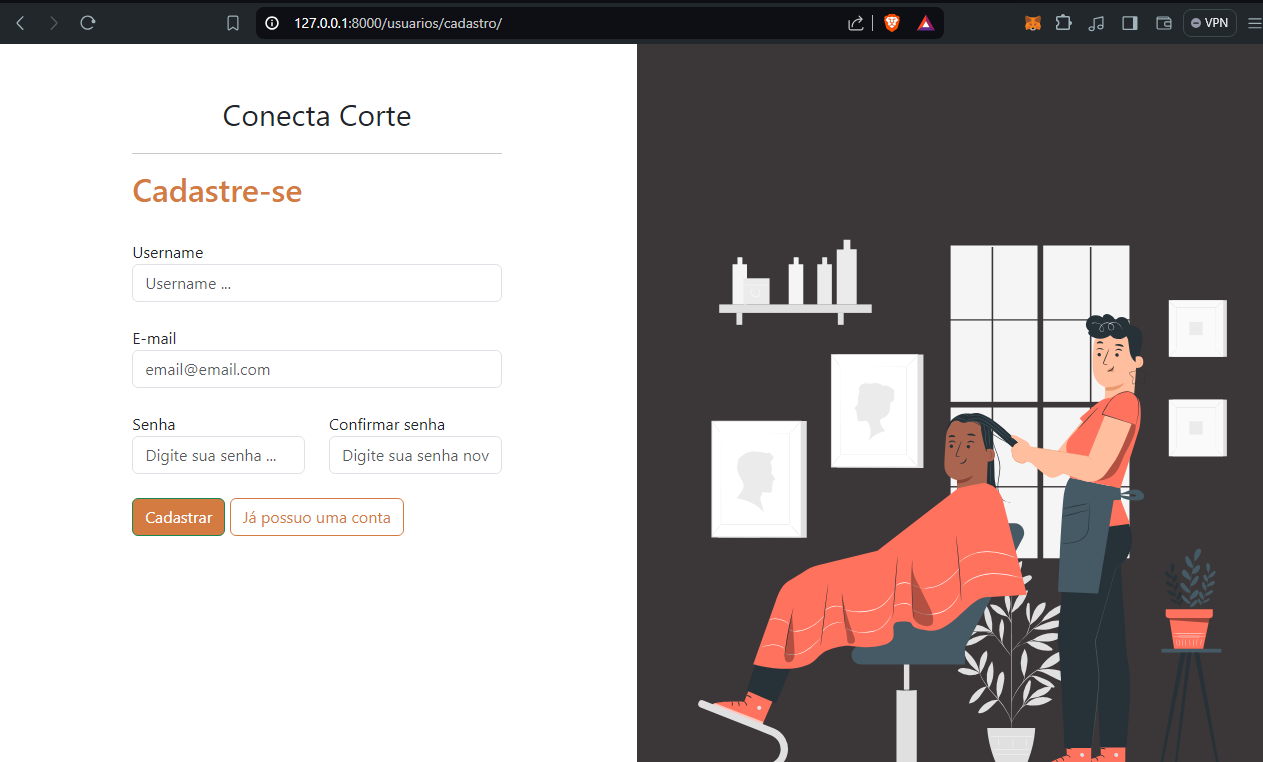 127.0.0.1:8000/usuarios/cadastro/
VPN
Conecta Corte
Cadastre-se
Username
Username ...
E-mail
email@email.com
Senha
Confirmar senha
Digite sua senha ...
Digite sua senha nov
Cadastrar
Já possuo uma conta